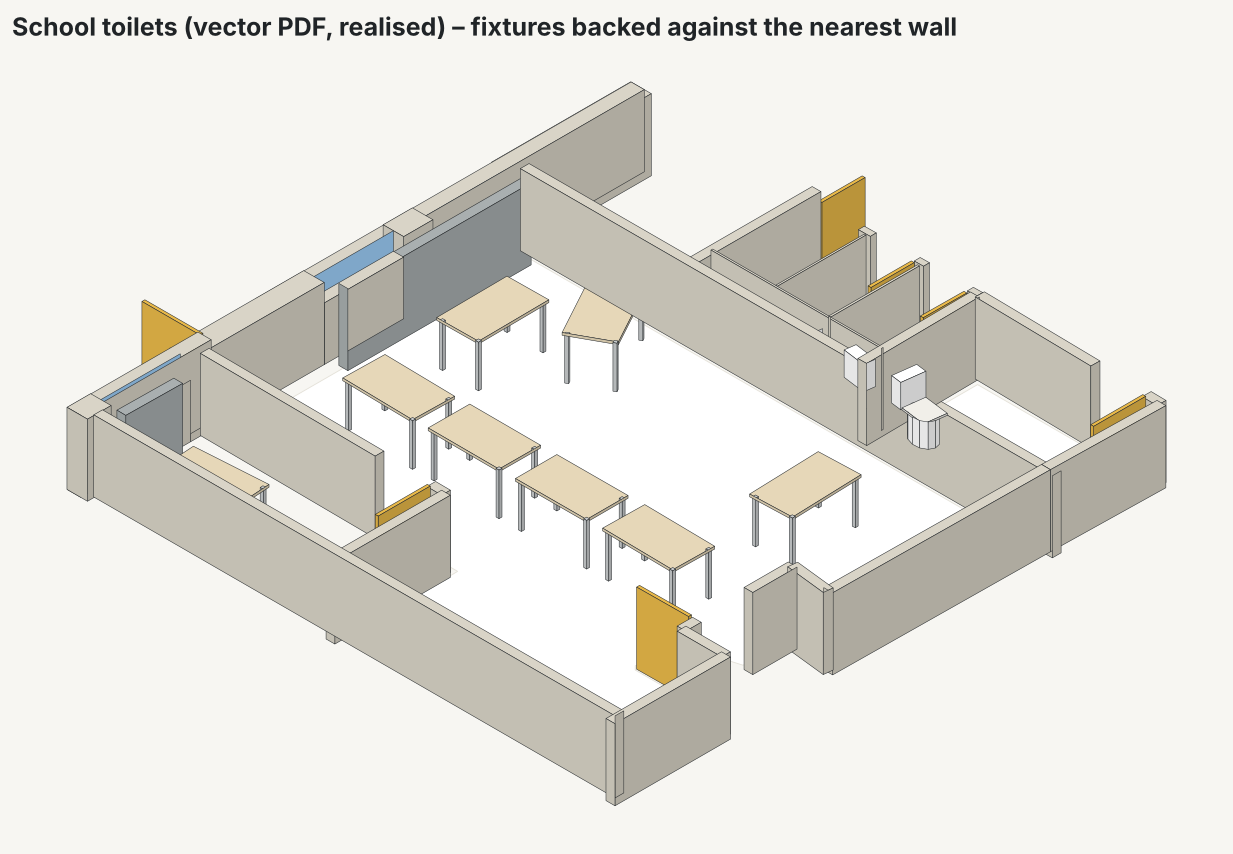 School toilets (vector PDF, realised) – fixtures backed against the nearest wall